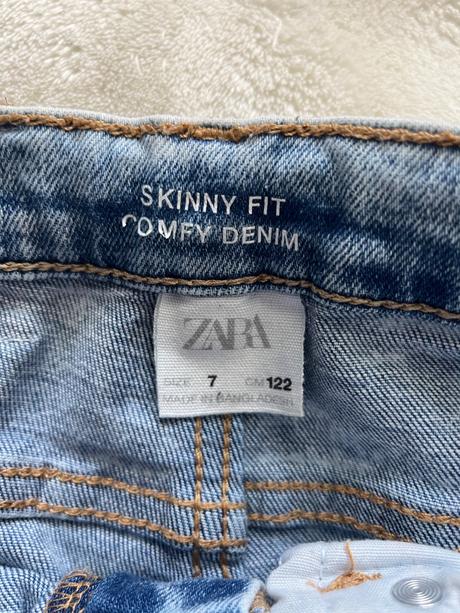 SKINNY FIT
COMFY DENIM
ZARA
SIZE 7 CM 122
MADE IN BANGLADESH